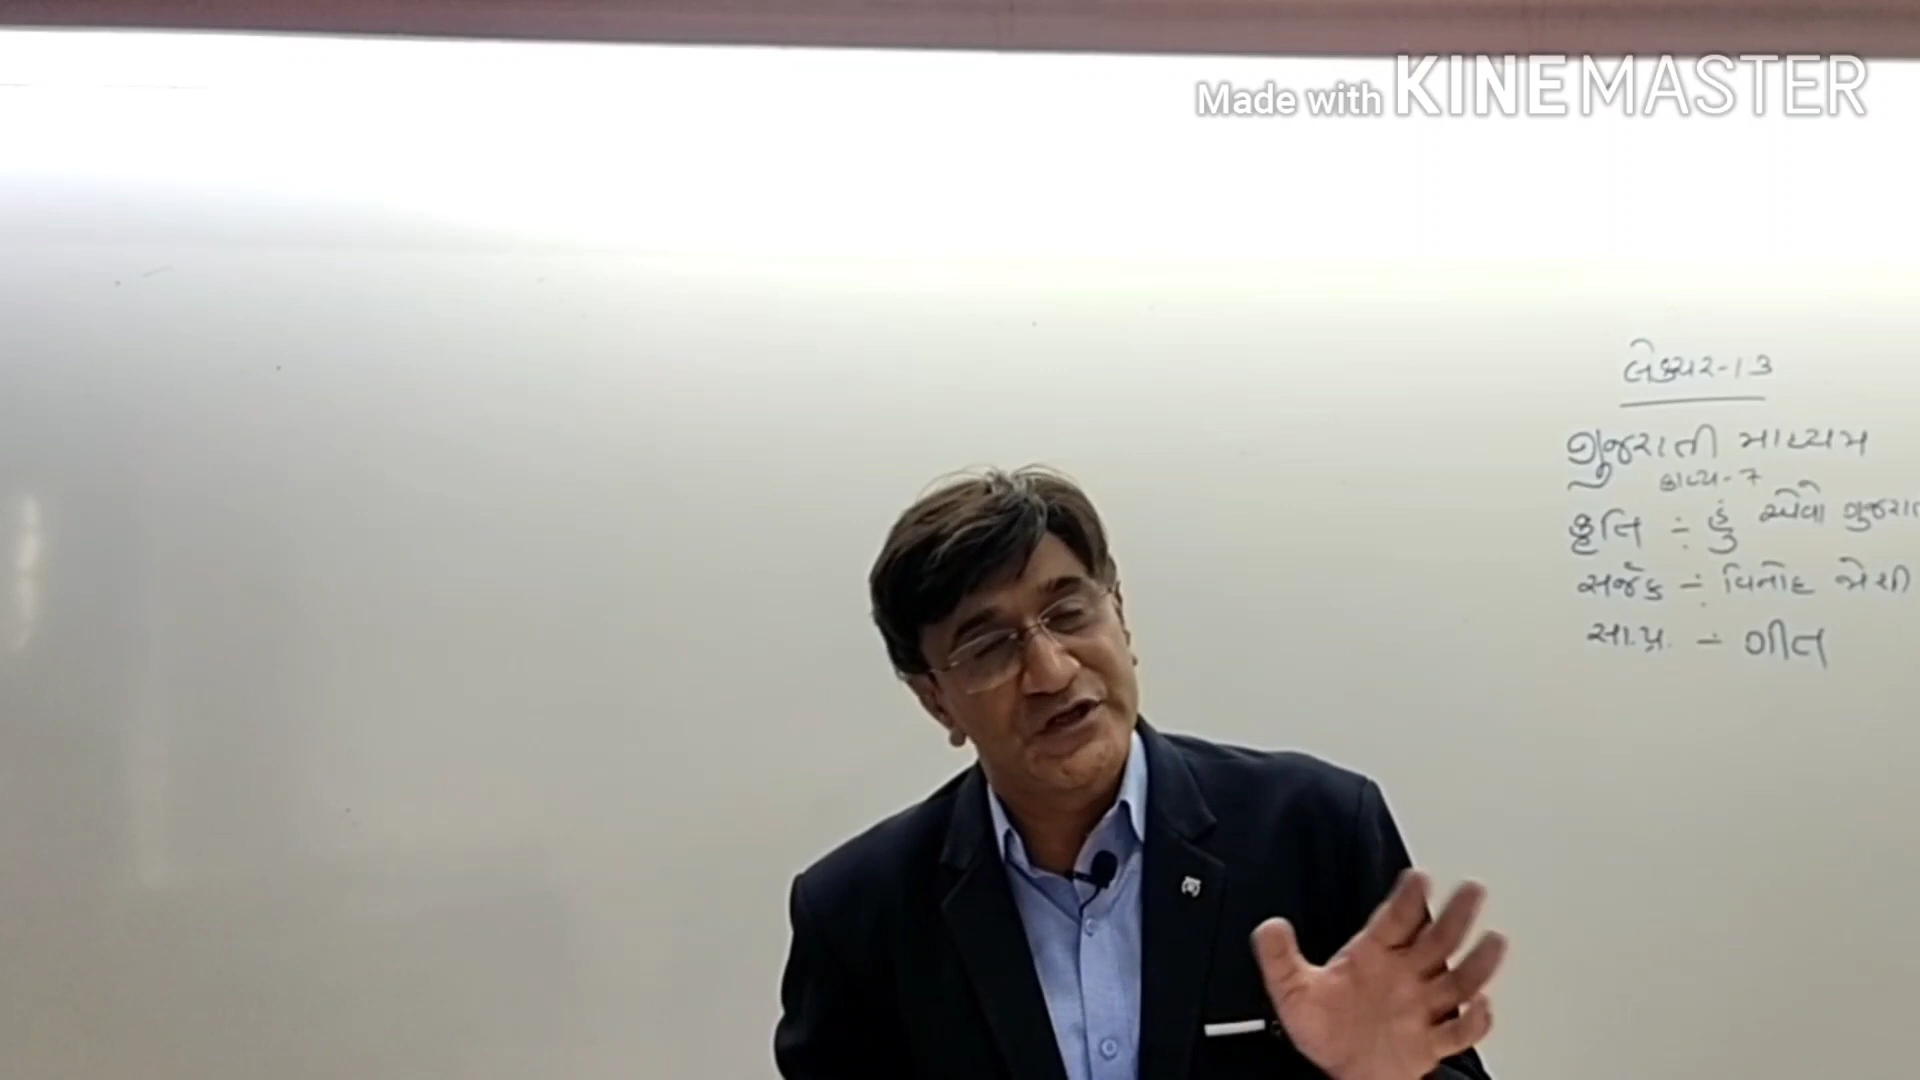 Made with KINEMASTER
લેક્ચર-13
ગુજરાતી માધ્યમ
કાવ્ય-7
કૃતિ ÷ હું એવો ગુજરાત
સર્જક ÷ વિનોદ જોશી
સા.પ્ર. ÷ ગીત